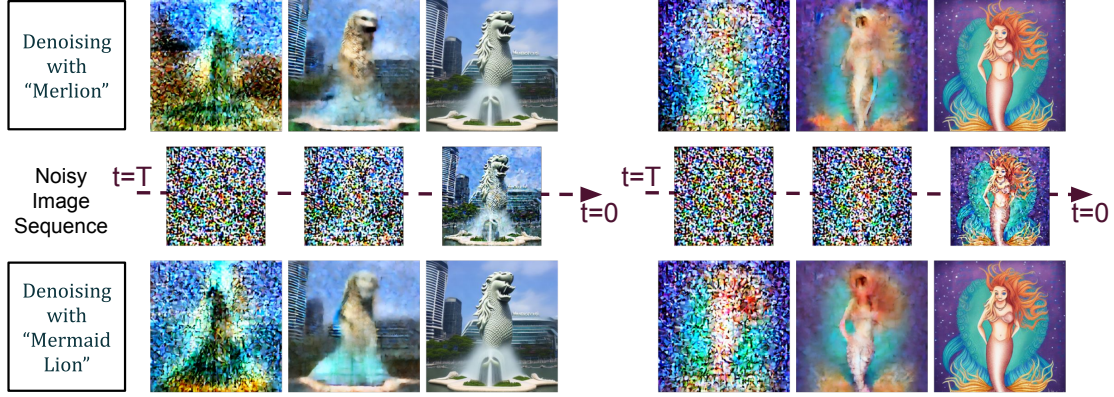 Denoising
with
“Merlion”
Noisy
Image
Sequence
t=T
t=0
t=T
t=0
Denoising
with
“Mermaid
Lion”